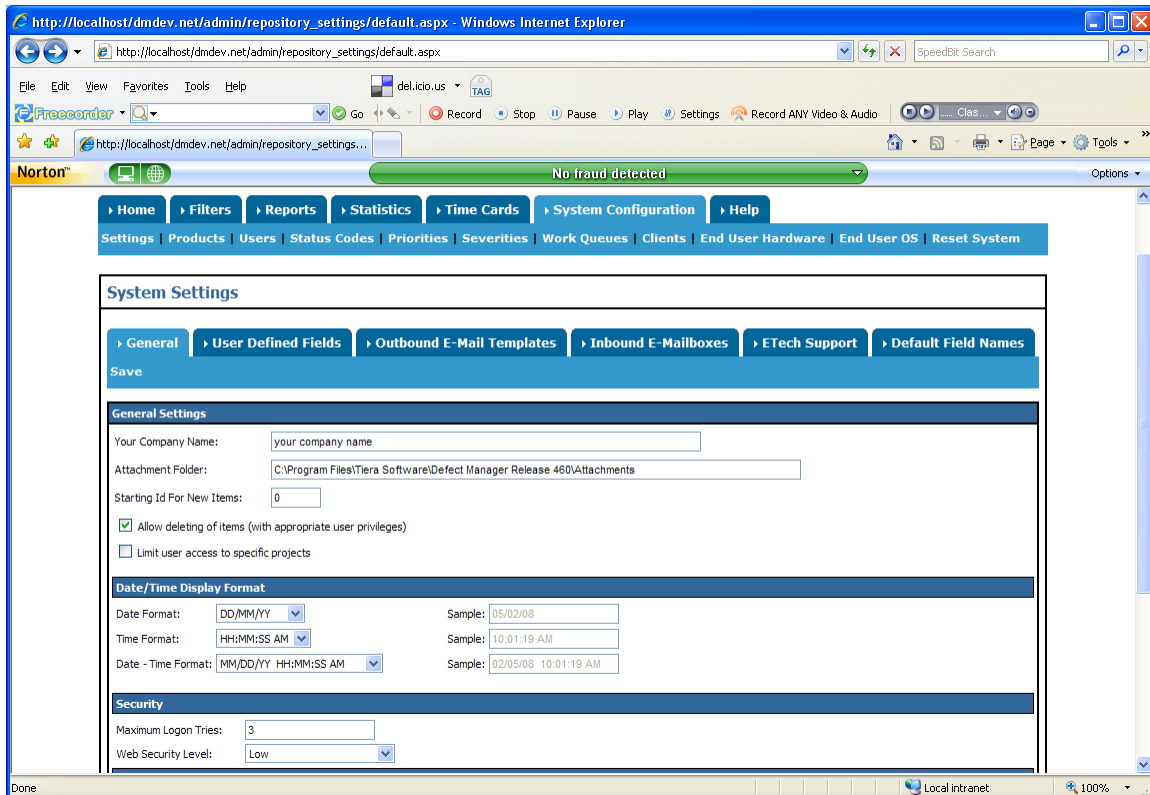 http://localhost/dmdev.net/admin/repository_settings/default.aspx - Windows Internet Explorer
http://localhost/dmdev.net/admin/repository_settings/default.aspx
SpeedBit Search
File Edit View Favorites Tools Help
del.icio.us TAG
Freecorder Go Record Stop Pause Play Settings Record ANY Video & Audio ..... Clas...
http://localhost/dmdev.net/admin/repository_settings... Page Tools »
Norton™ No fraud detected Options
Home Filters Reports Statistics Time Cards System Configuration Help
Settings | Products | Users | Status Codes | Priorities | Severities | Work Queues | Clients | End User Hardware | End User OS | Reset System
System Settings
General User Defined Fields Outbound E-Mail Templates Inbound E-Mailboxes ETech Support Default Field Names
Save
General Settings
Your Company Name: your company name
Attachment Folder: C:\Program Files\Tiera Software\Defect Manager Release 460\Attachments
Starting Id For New Items: 0
Allow deleting of items (with appropriate user privileges)
Limit user access to specific projects
Date/Time Display Format
Date Format: DD/MM/YY Sample: 05/02/08
Time Format: HH:MM:SS AM Sample: 10:01:19 AM
Date - Time Format: MM/DD/YY HH:MM:SS AM Sample: 02/05/08 10:01:19 AM
Security
Maximum Logon Tries: 3
Web Security Level: Low
Done Local intranet 100%